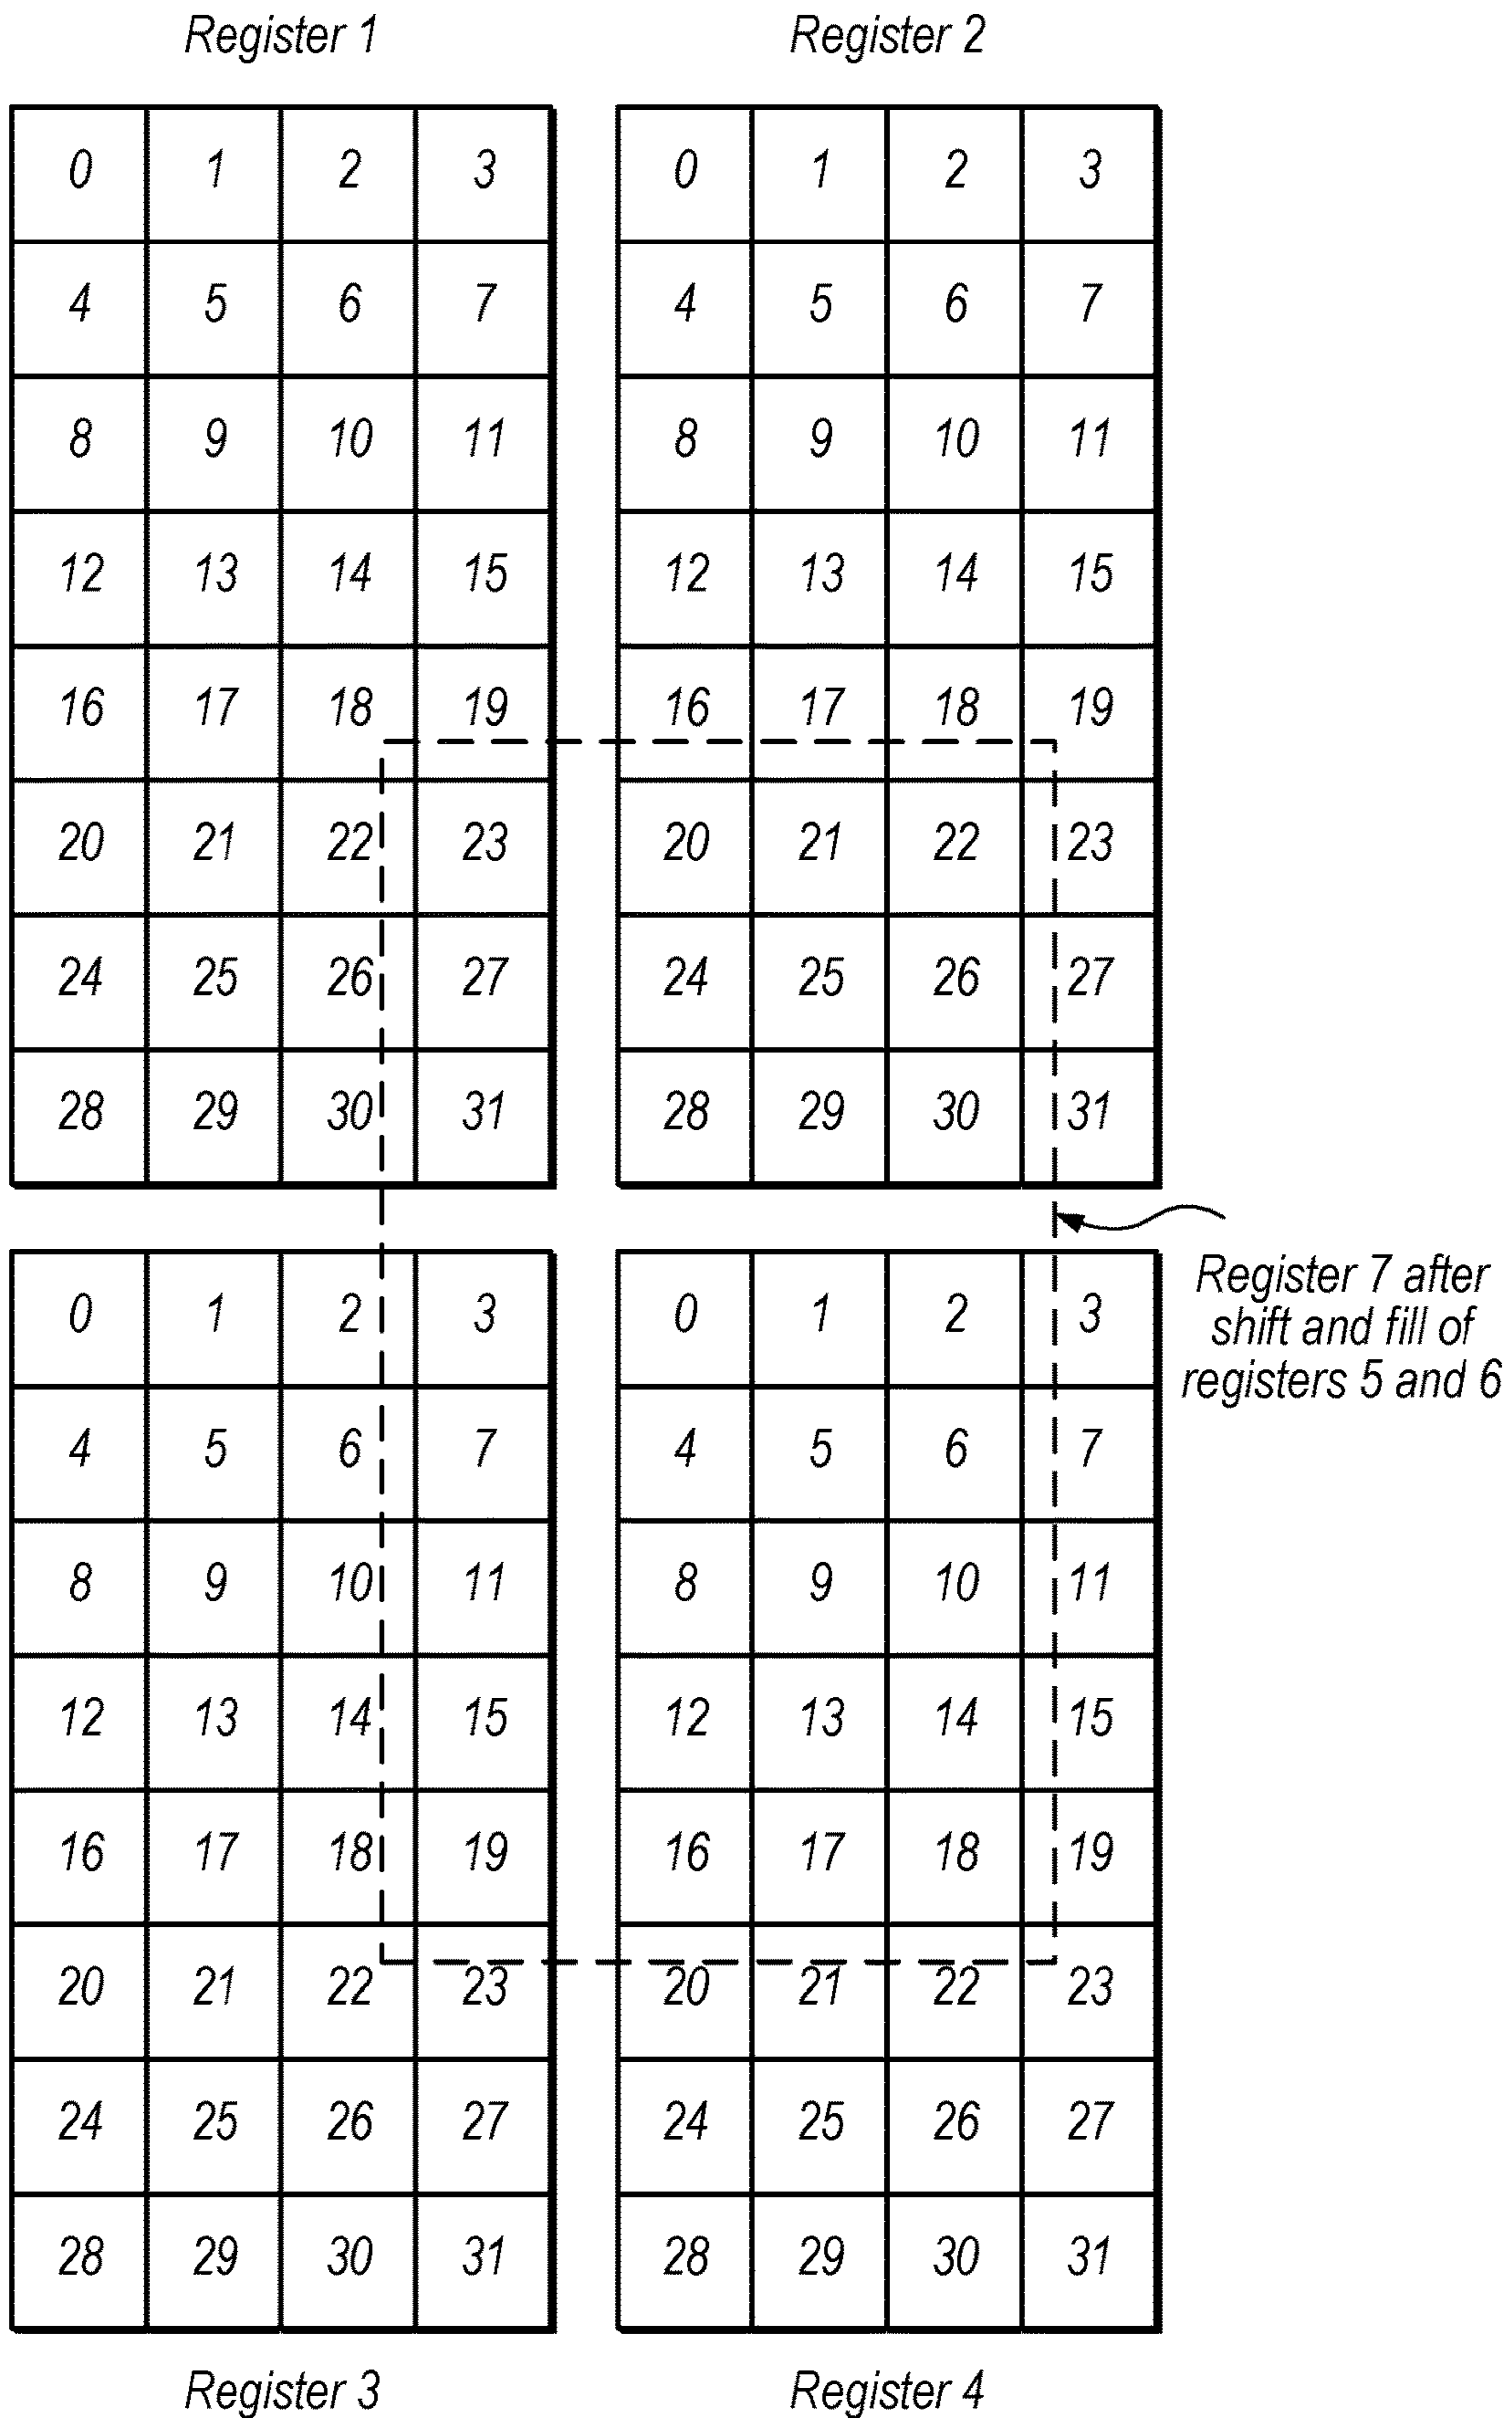 Register 1 Register 2
0 1 2 3 0 1 2 3
4 5 6 7 4 5 6 7
8 9 10 11 8 9 10 11
12 13 14 15 12 13 14 15
16 17 18 19 16 17 18 19
20 21 22 23 20 21 22 23
24 25 26 27 24 25 26 27
28 29 30 31 28 29 30 31
Register 7 after
shift and fill of
registers 5 and 6
0 1 2 3 0 1 2 3
4 5 6 7 4 5 6 7
8 9 10 11 8 9 10 11
12 13 14 15 12 13 14 15
16 17 18 19 16 17 18 19
20 21 22 23 20 21 22 23
24 25 26 27 24 25 26 27
28 29 30 31 28 29 30 31
Register 3 Register 4